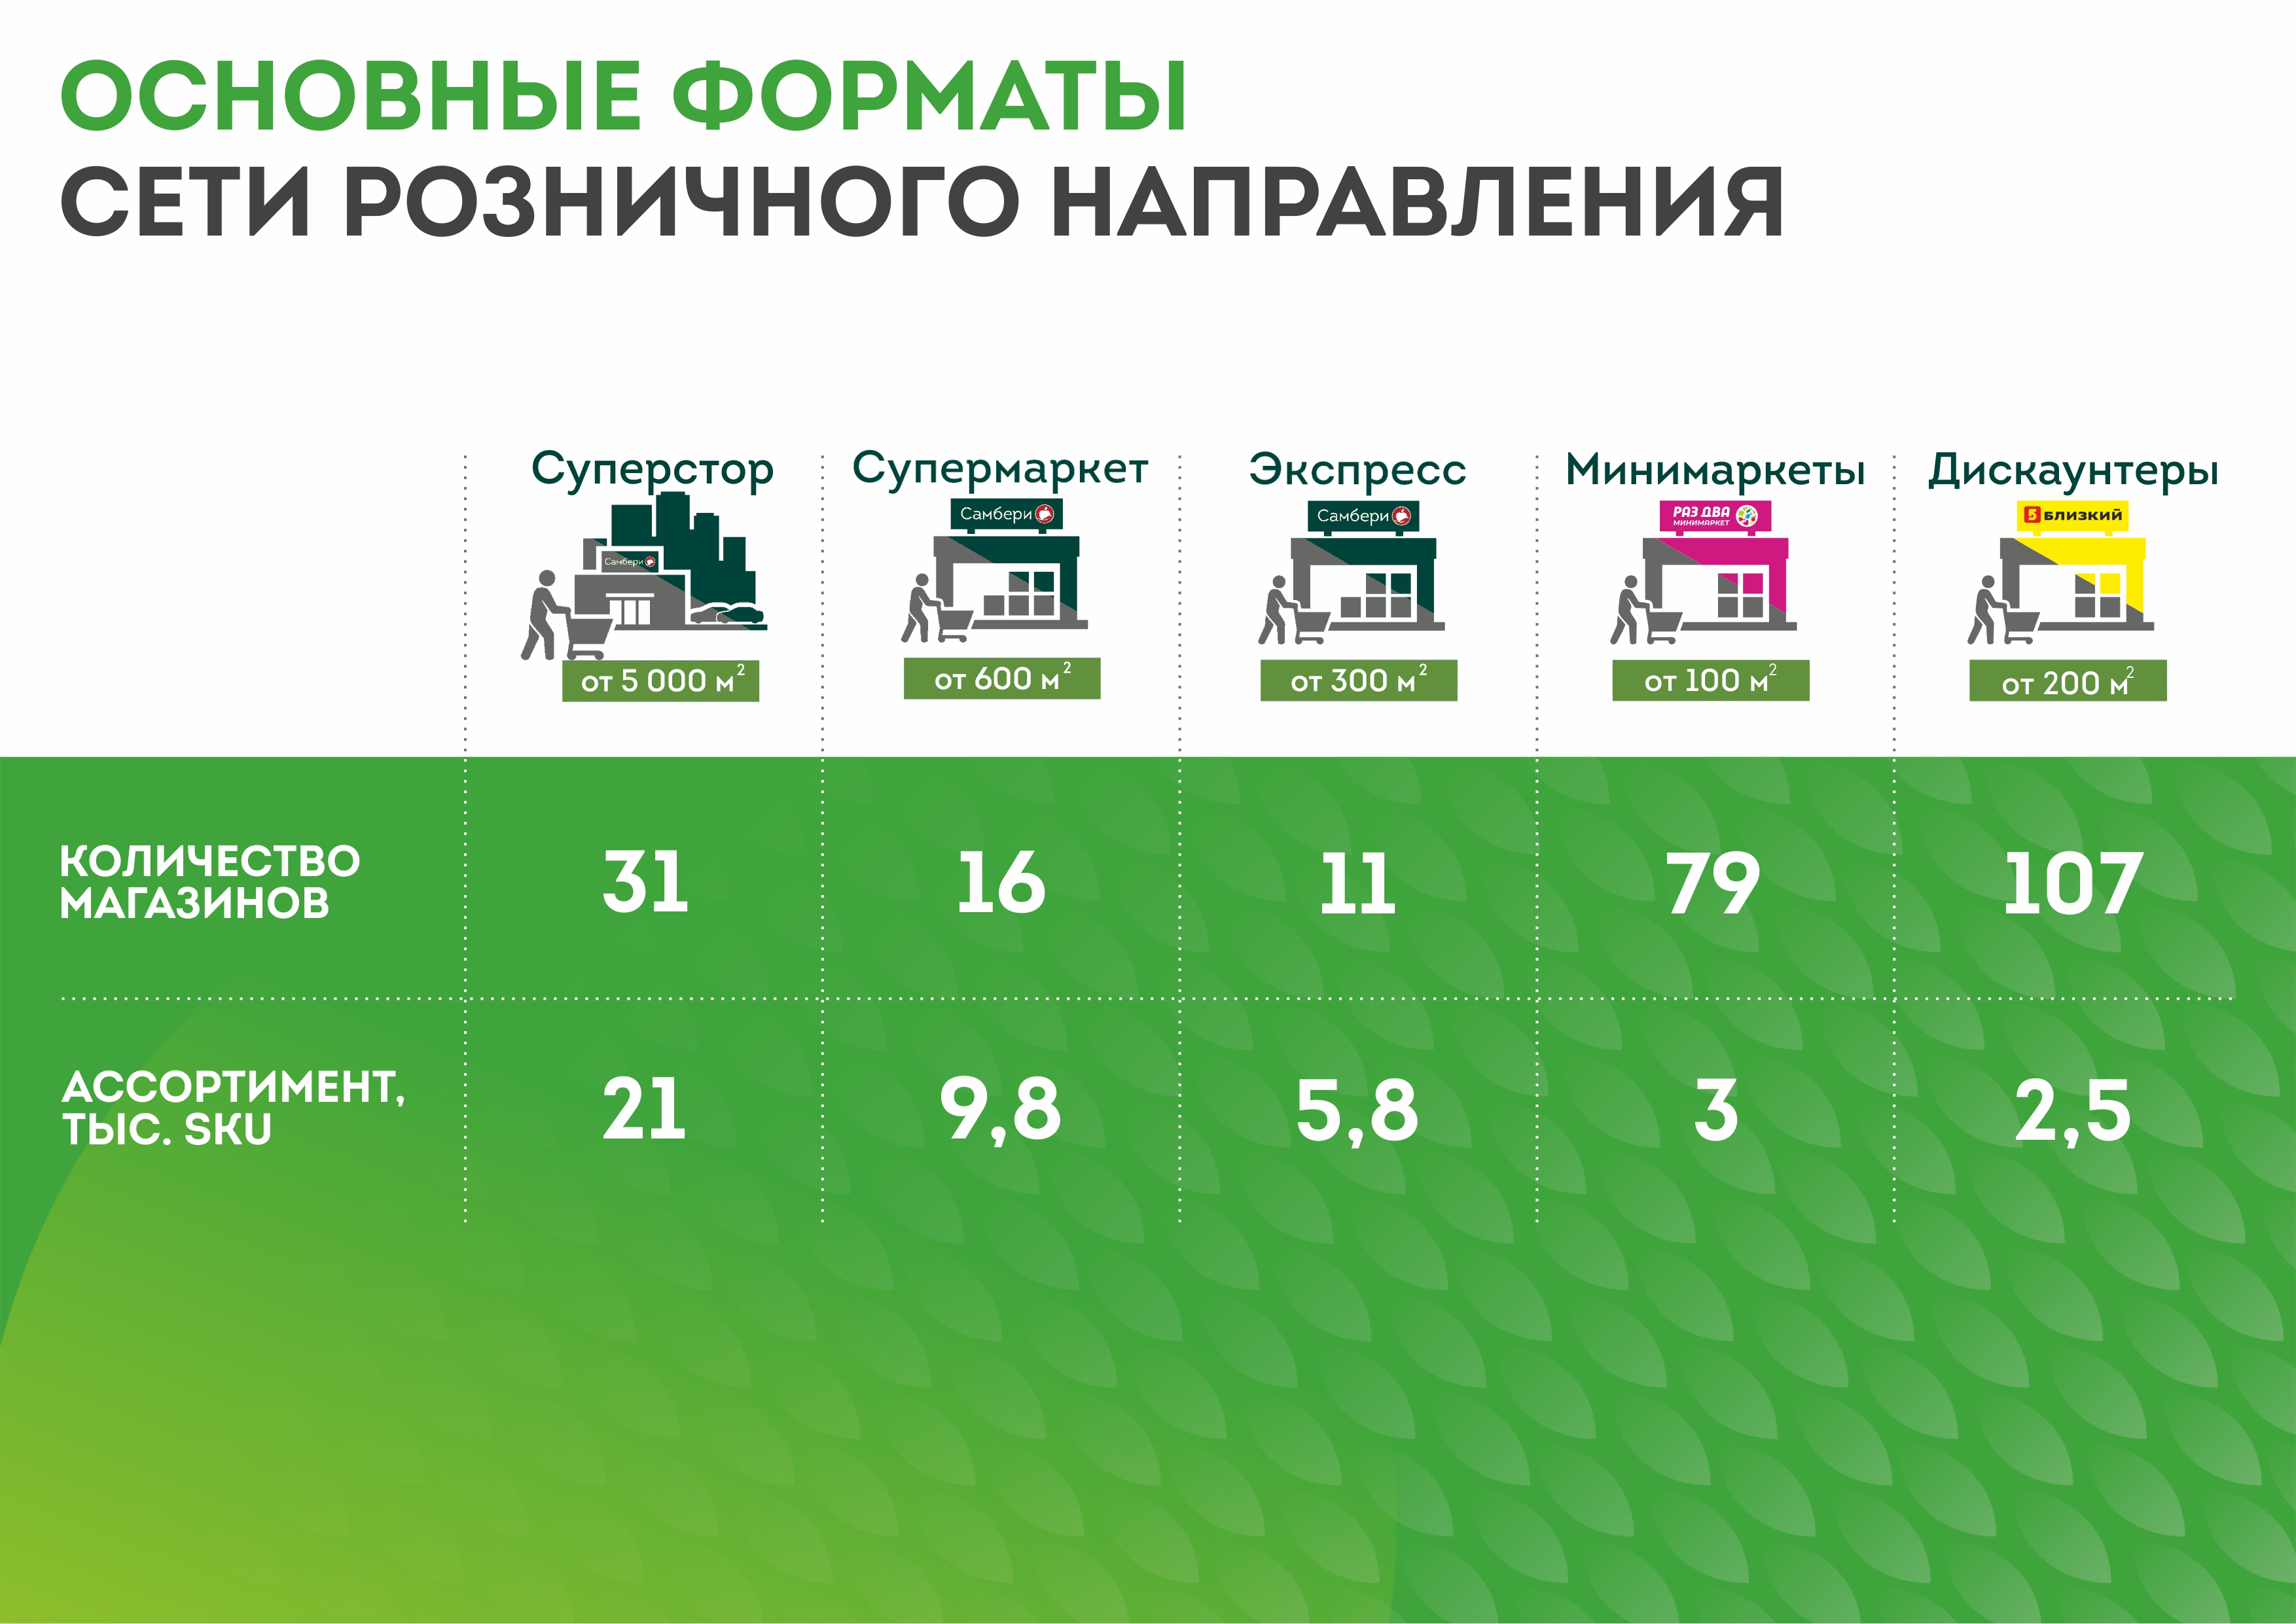 ОСНОВНЫЕ ФОРМАТЫ
СЕТИ РОЗНИЧНОГО НАПРАВЛЕНИЯ
Суперстор
Самбери
от 5 000 м²
Супермаркет
Самбери
от 600 м²
Экспресс
Самбери
от 300 м²
Минимаркеты
РАЗ ДВА
МИНИМАРКЕТ
от 100 м²
Дискаунтеры
Б БЛИЗКИЙ
от 200 м²
КОЛИЧЕСТВО
МАГАЗИНОВ
31
16
11
79
107
АССОРТИМЕНТ,
ТЫС. SKU
21
9,8
5,8
3
2,5